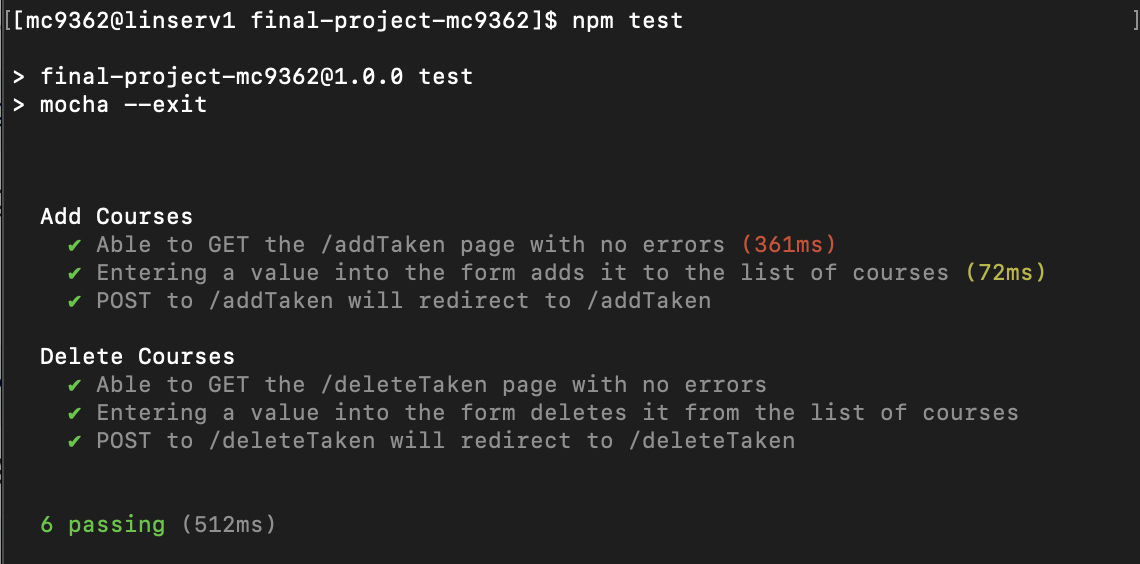 [[mc9362@linserv1 final-project-mc9362]$ npm test ]
> final-project-mc9362@1.0.0 test
> mocha --exit
Add Courses
✔ Able to GET the /addTaken page with no errors (361ms)
✔ Entering a value into the form adds it to the list of courses (72ms)
✔ POST to /addTaken will redirect to /addTaken
Delete Courses
✔ Able to GET the /deleteTaken page with no errors
✔ Entering a value into the form deletes it from the list of courses
✔ POST to /deleteTaken will redirect to /deleteTaken
6 passing (512ms)